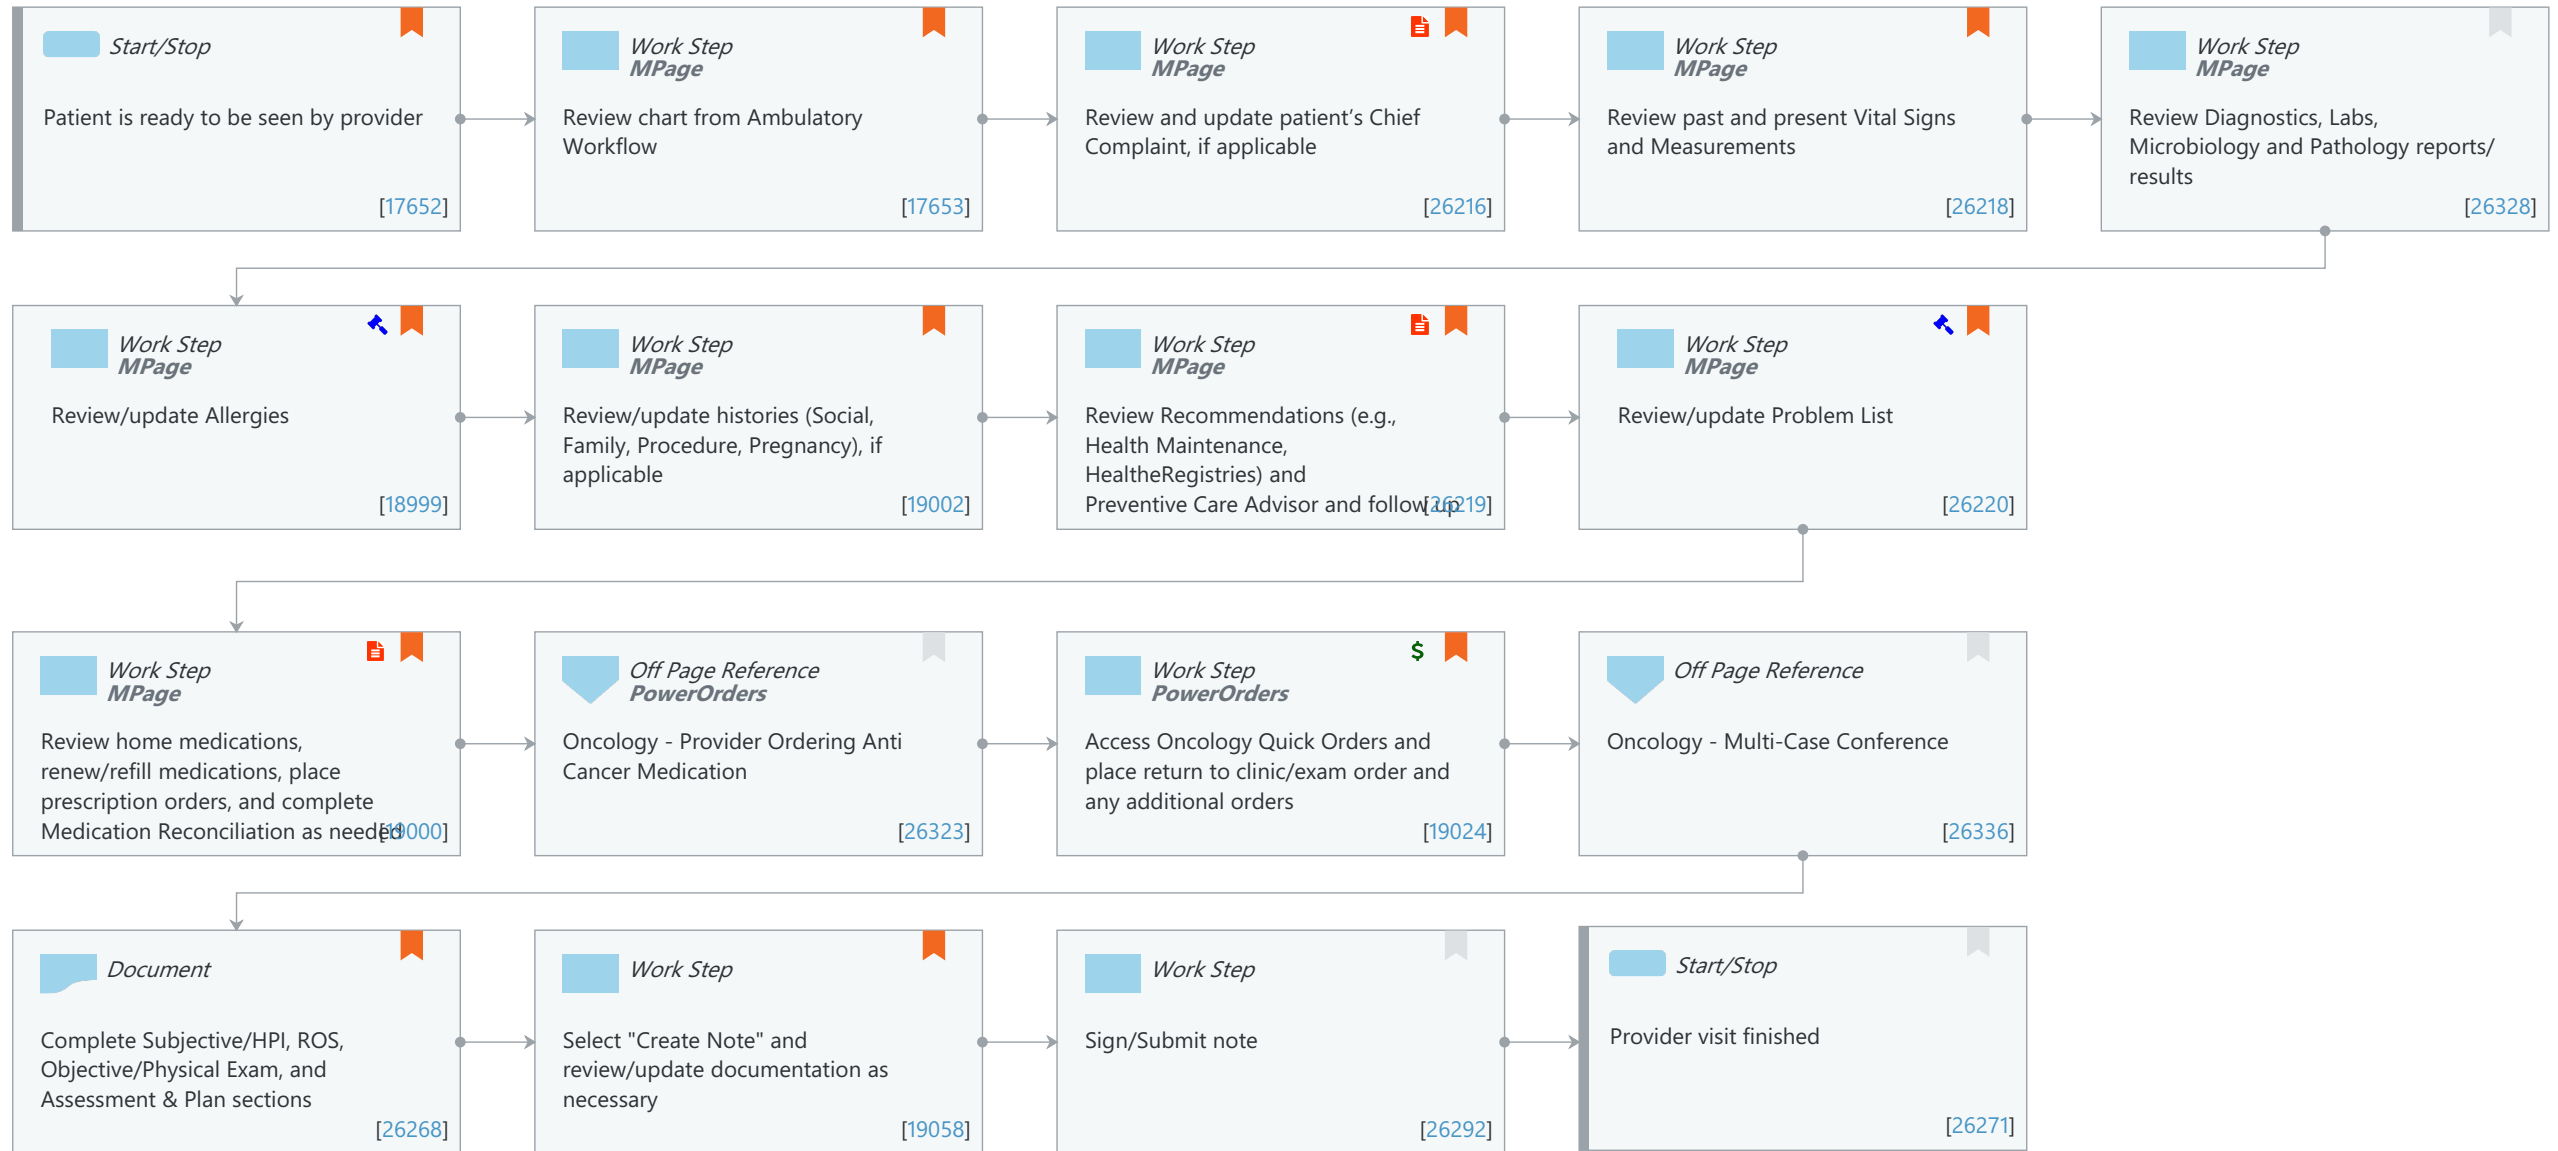 Start/Stop
Patient is ready to be seen by provider
[17652]
Work Step
MPage
Review chart from Ambulatory
Workflow
[17653]
Work Step
MPage
Review and update patient's Chief
Complaint, if applicable
[26216]
Work Step
MPage
Review past and present Vital Signs
and Measurements
[26218]
Work Step
MPage
Review Diagnostics, Labs,
Microbiology and Pathology reports/
results
[26328]
Work Step
MPage
Review/update Allergies
[18999]
Work Step
MPage
Review/update histories (Social,
Family, Procedure, Pregnancy), if
applicable
[19002]
Work Step
MPage
Review Recommendations (e.g.,
Health Maintenance,
HealtheRegistries) and
Preventive Care Advisor and follow up
[26219]
Work Step
MPage
Review/update Problem List
[26220]
Work Step
MPage
Review home medications,
renew/refill medications, place
prescription orders, and complete
Medication Reconciliation as needed
[19000]
Off Page Reference
PowerOrders
Oncology - Provider Ordering Anti
Cancer Medication
[26323]
$
Work Step
PowerOrders
Access Oncology Quick Orders and
place return to clinic/exam order and
any additional orders
[19024]
Off Page Reference
Oncology - Multi-Case Conference
[26336]
Document
Complete Subjective/HPI, ROS,
Objective/Physical Exam, and
Assessment & Plan sections
[26268]
Work Step
Select "Create Note" and
review/update documentation as
necessary
[19058]
Work Step
Sign/Submit note
[26292]
Start/Stop
Provider visit finished
[26271]